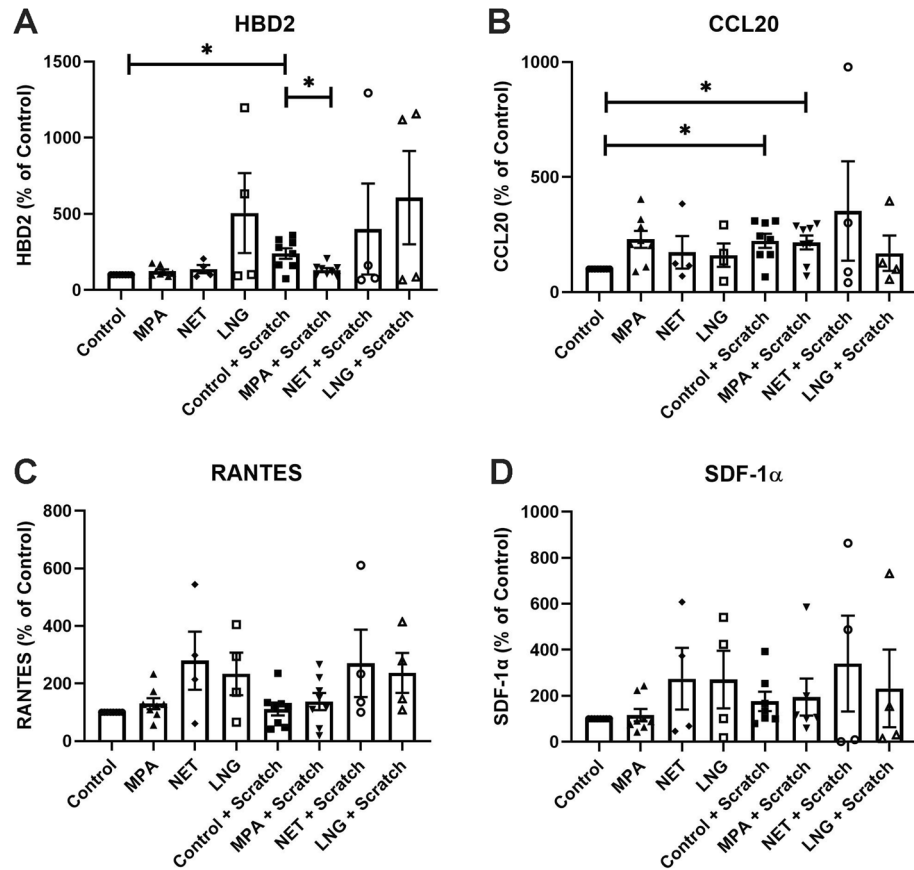 A
HBD2
HBD2 (% of Control)
1500
1000
500
0
*
*
Control
MPA
NET
LNG
Control + Scratch
MPA + Scratch
NET + Scratch
LNG + Scratch
B
CCL20
CCL20 (% of Control)
1000
500
0
*
*
Control
MPA
NET
LNG
Control + Scratch
MPA + Scratch
NET + Scratch
LNG + Scratch
C
RANTES
RANTES (% of Control)
800
600
400
200
0
Control
MPA
NET
LNG
Control + Scratch
MPA + Scratch
NET + Scratch
LNG + Scratch
D
SDF-1α
SDF-1α (% of Control)
1000
800
600
400
200
0
Control
MPA
NET
LNG
Control + Scratch
MPA + Scratch
NET + Scratch
LNG + Scratch